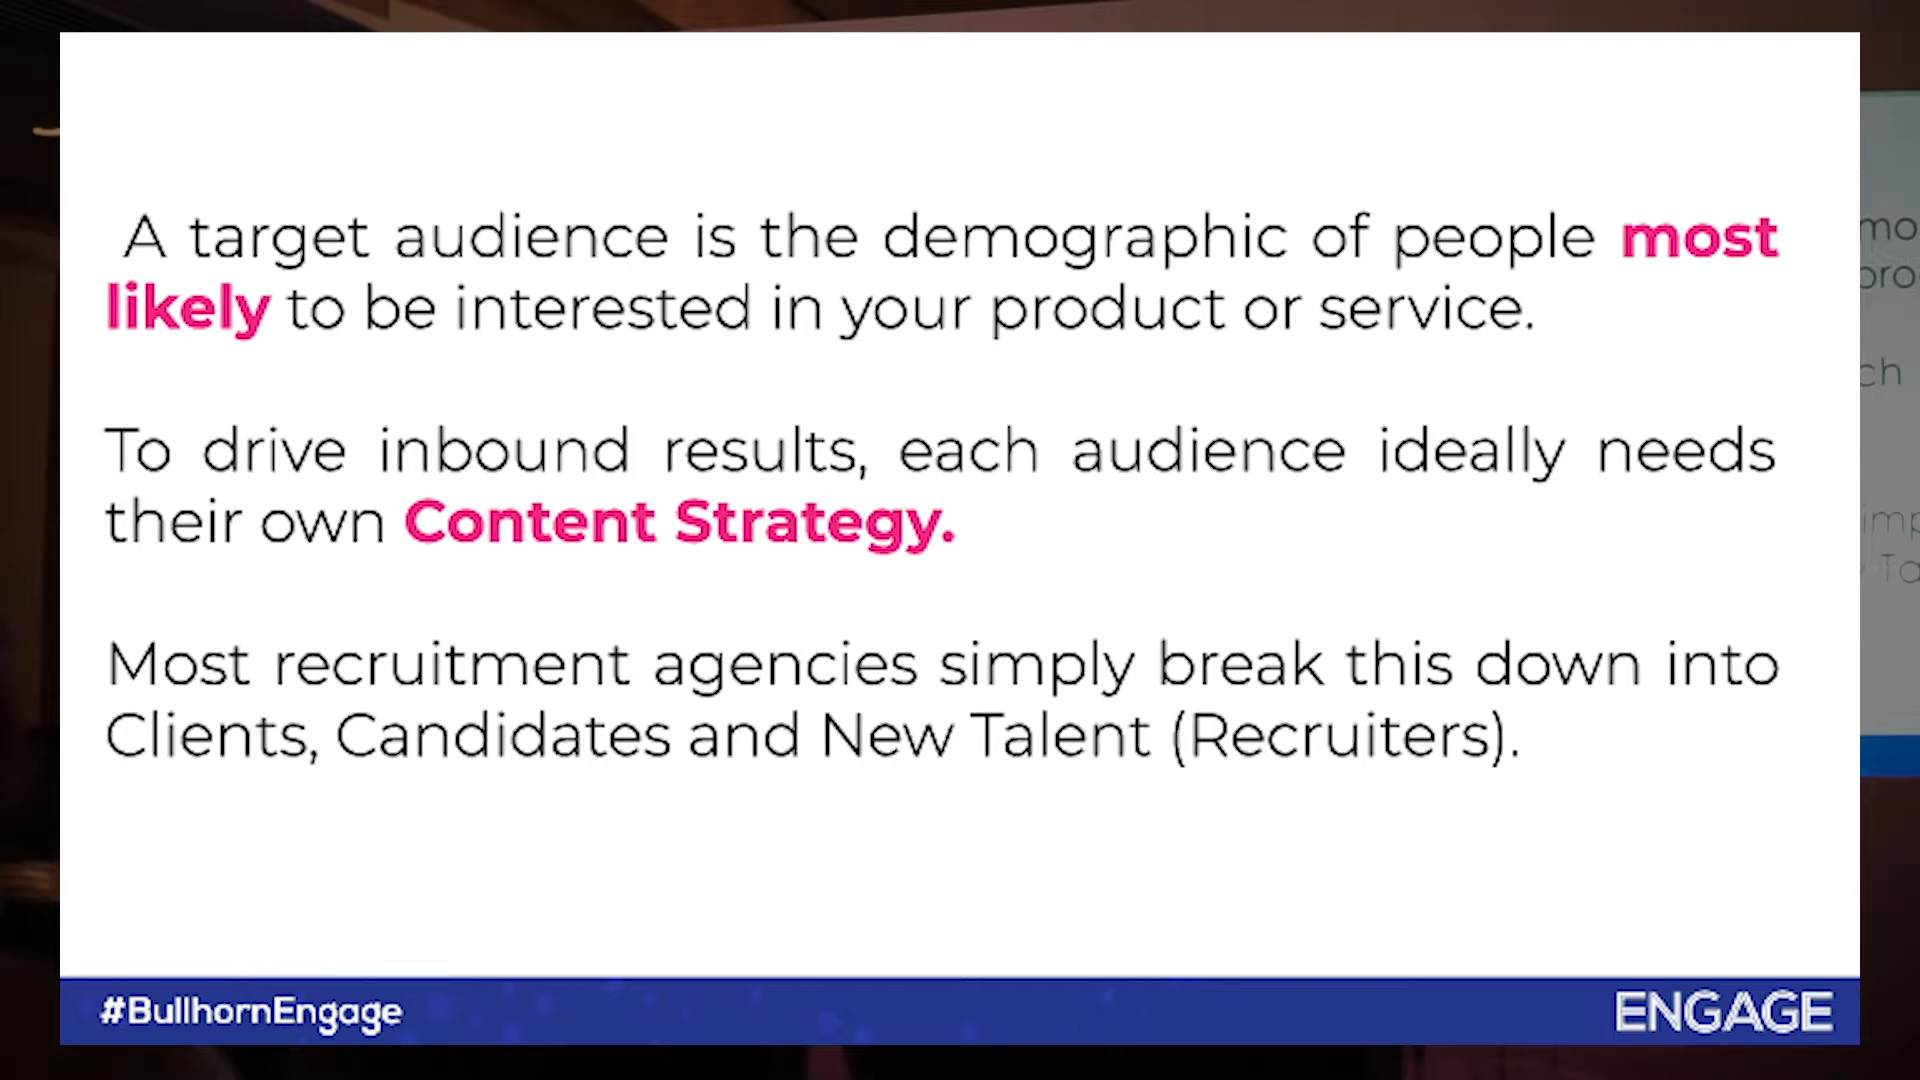 A target audience is the demographic of people most
likely to be interested in your product or service.
To drive inbound results, each audience ideally needs
their own Content Strategy.
Most recruitment agencies simply break this down into
Clients, Candidates and New Talent (Recruiters).
#BullhornEngage
ENGAGE